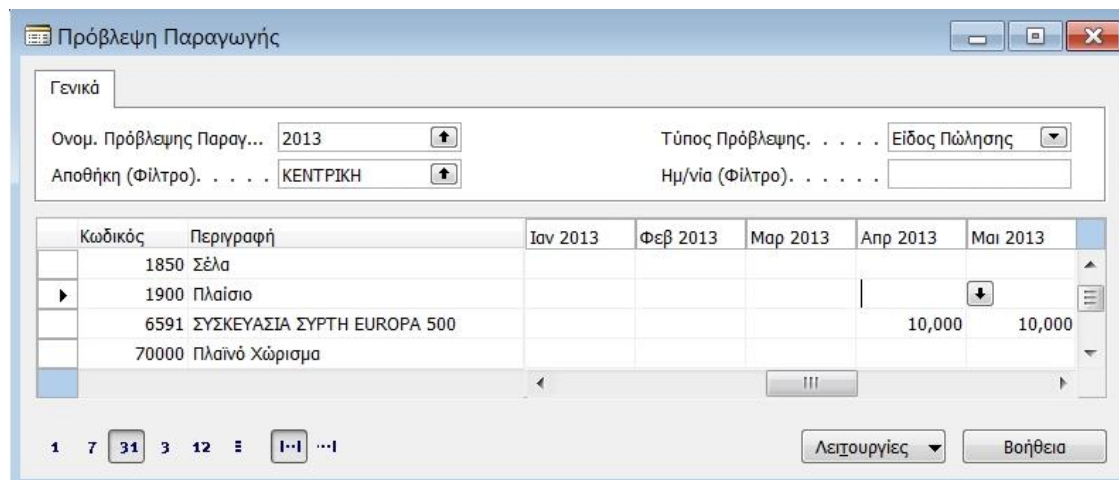 Πρόβλεψη Παραγωγής
Γενικά
Ονομ. Πρόβλεψης Παραγ... 2013 Τύπος Πρόβλεψης. . . . . Είδος Πώλησης
Αποθήκη (Φίλτρο). . . . . ΚΕΝΤΡΙΚΗ Ημ/νία (Φίλτρο). . . . . .
Κωδικός Περιγραφή Ιαν 2013 Φεβ 2013 Μαρ 2013 Απρ 2013 Μαι 2013
1850 Σέλα
1900 Πλαίσιο
6591 ΣΥΣΚΕΥΑΣΙΑ ΣΥΡΤΗ EUROPA 500 10,000 10,000
70000 Πλαϊνό Χώρισμα
1 7 31 3 12 Λειτουργίες Βοήθεια